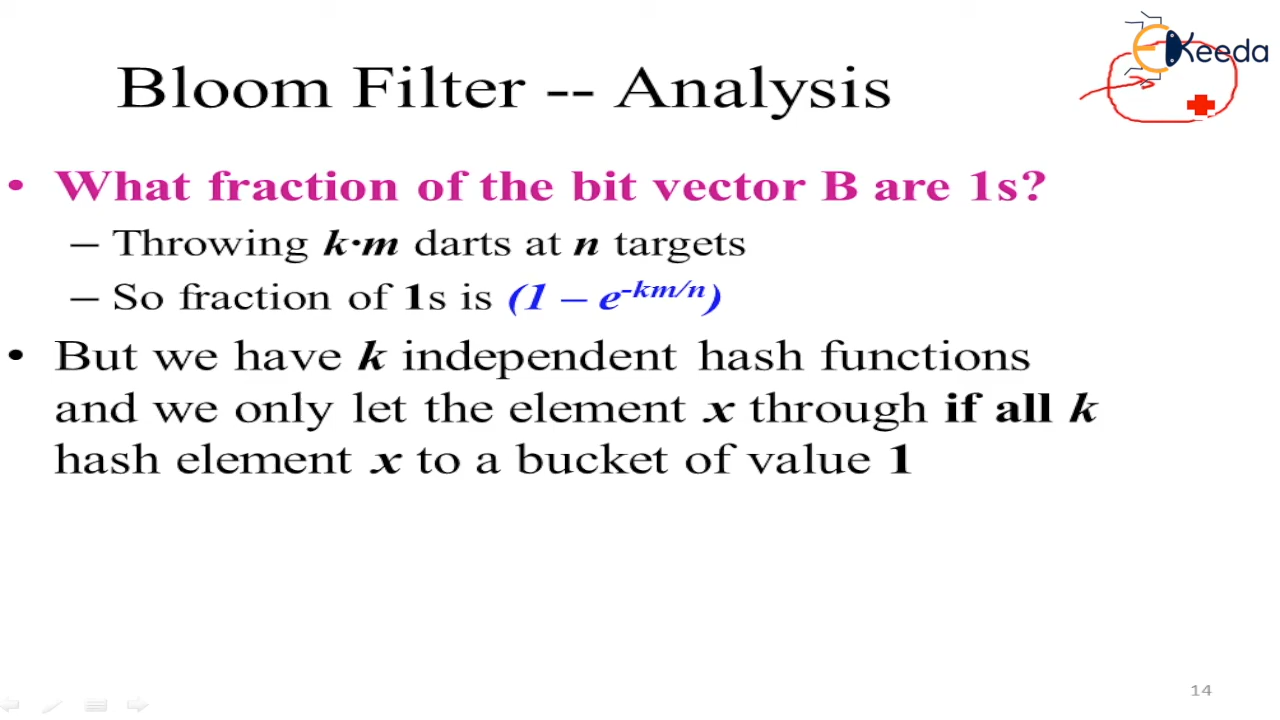 Keeda
Bloom Filter -- Analysis
• What fraction of the bit vector B are 1s?
– Throwing k·m darts at n targets
– So fraction of 1s is (1 – e^-km/n)
• But we have k independent hash functions
and we only let the element x through if all k
hash element x to a bucket of value 1
14